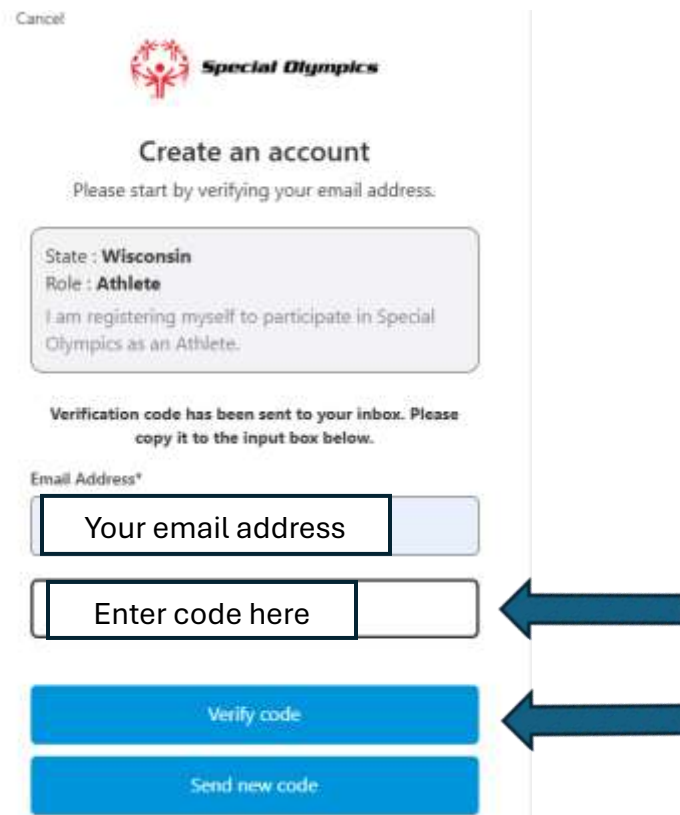 Cancel
Special Olympics
Create an account
Please start by verifying your email address.
State : Wisconsin
Role : Athlete
I am registering myself to participate in Special
Olympics as an Athlete.
Verification code has been sent to your inbox. Please
copy it to the input box below.
Email Address*
Your email address
Enter code here
Verify code
Send new code